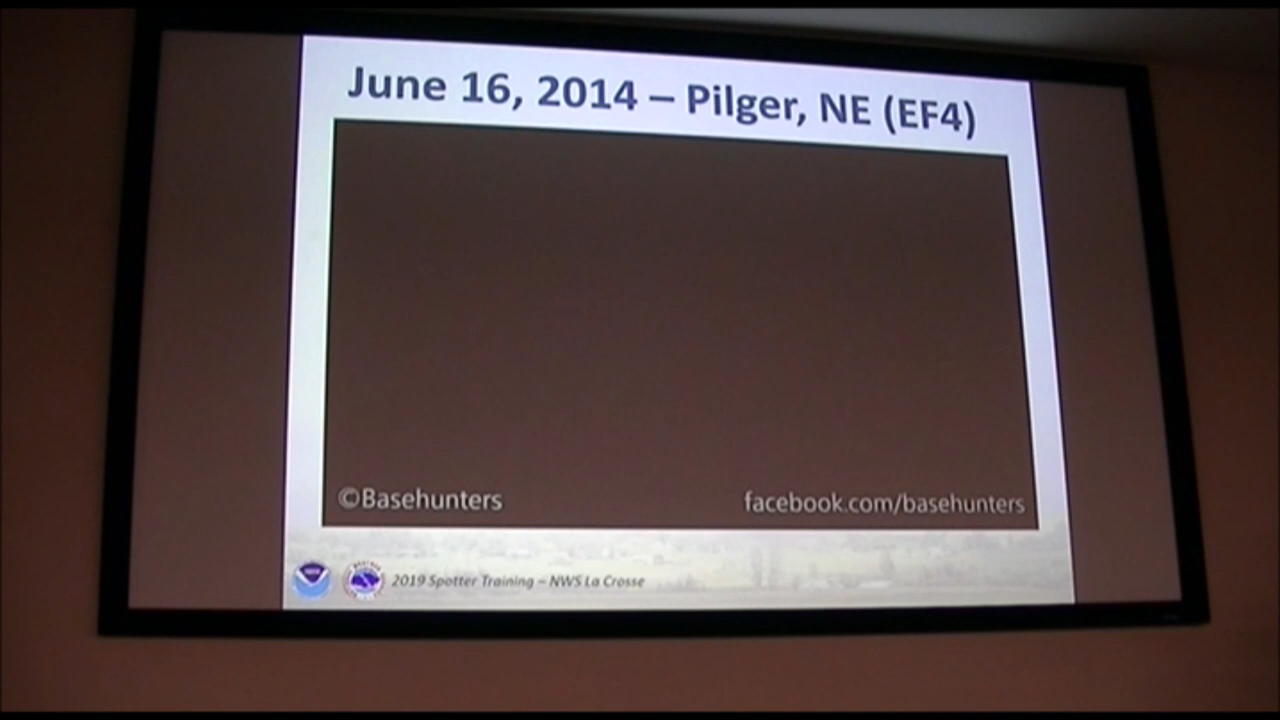 June 16, 2014 – Pilger, NE (EF4)
©Basehunters
facebook.com/basehunters
2019 Spotter Training – NWS La Crosse